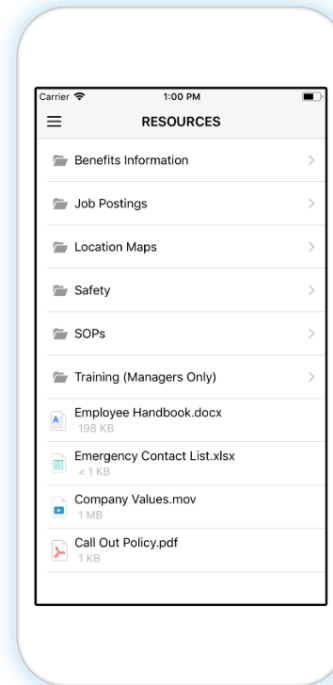 Carrier 1:00 PM
RESOURCES
Benefits Information
Job Postings
Location Maps
Safety
SOPs
Training (Managers Only)
Employee Handbook.docx
198 KB
Emergency Contact List.xlsx
< 1 KB
Company Values.mov
1 MB
Call Out Policy.pdf
1 KB